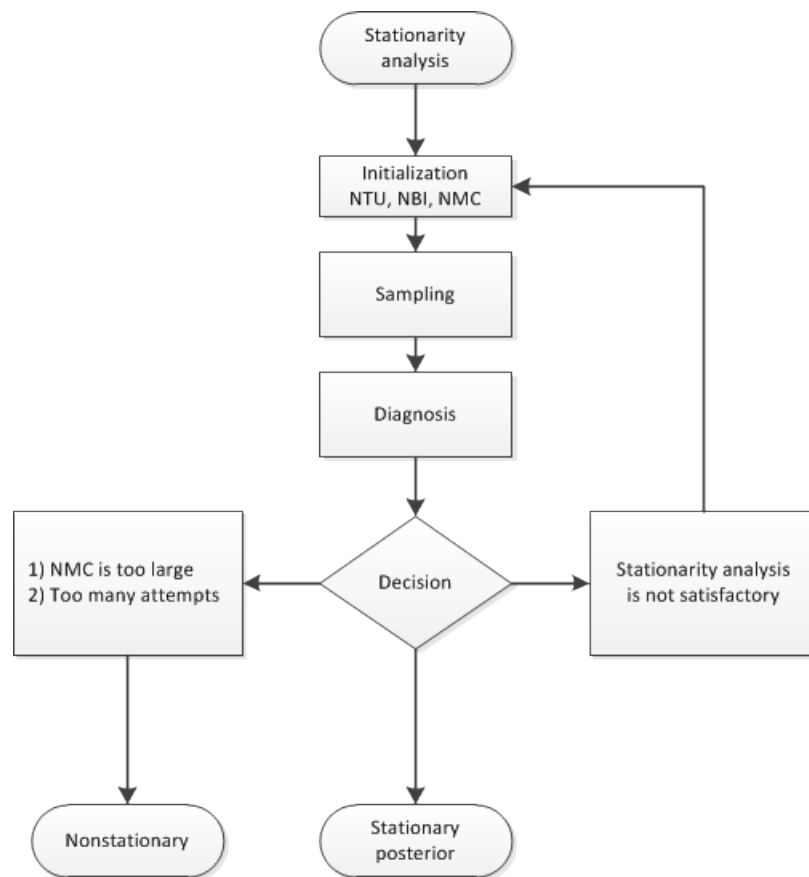 Stationarity
analysis
Initialization
NTU, NBI, NMC
Sampling
Diagnosis
1) NMC is too large
2) Too many attempts
Decision
Stationarity analysis
is not satisfactory
Nonstationary
Stationary
posterior